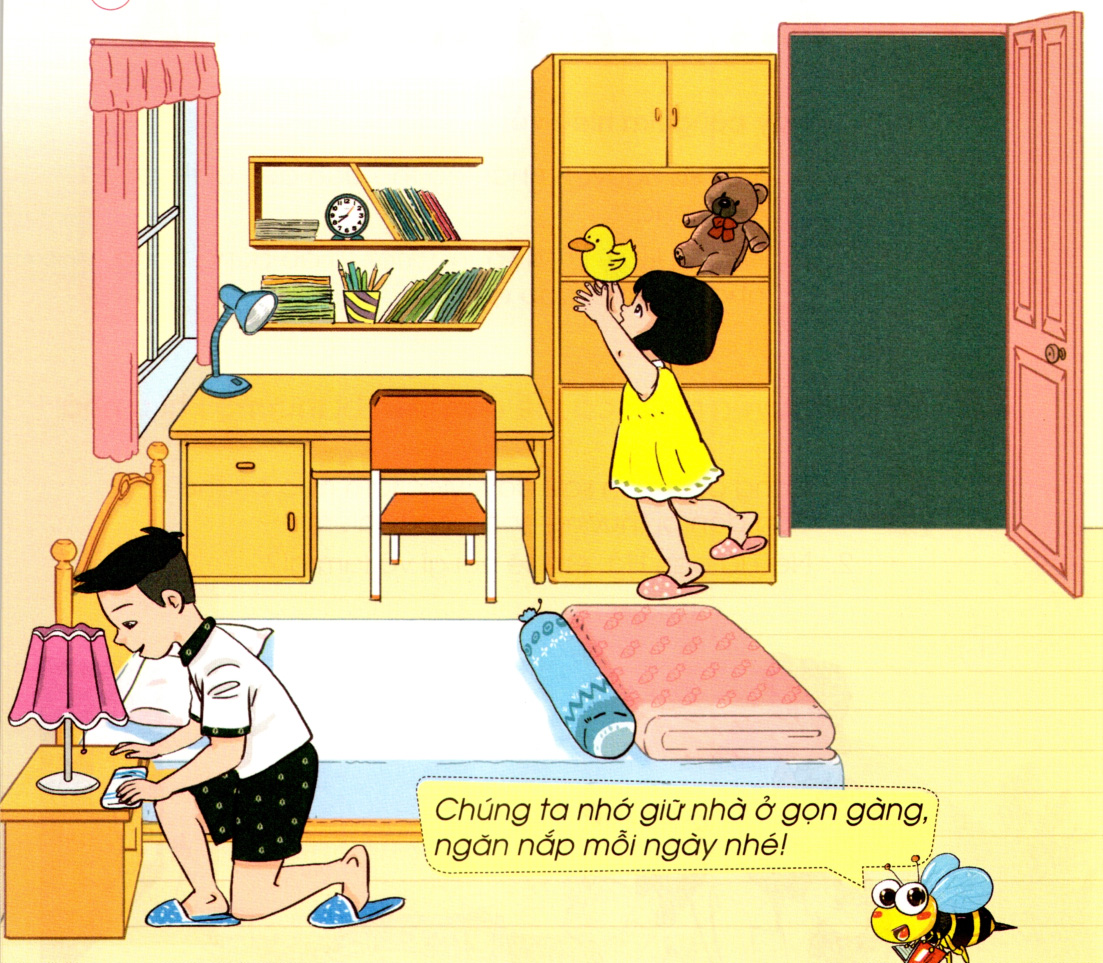 Chúng ta nhớ giữ nhà ở gọn gàng,
ngăn nắp mỗi ngày nhé!